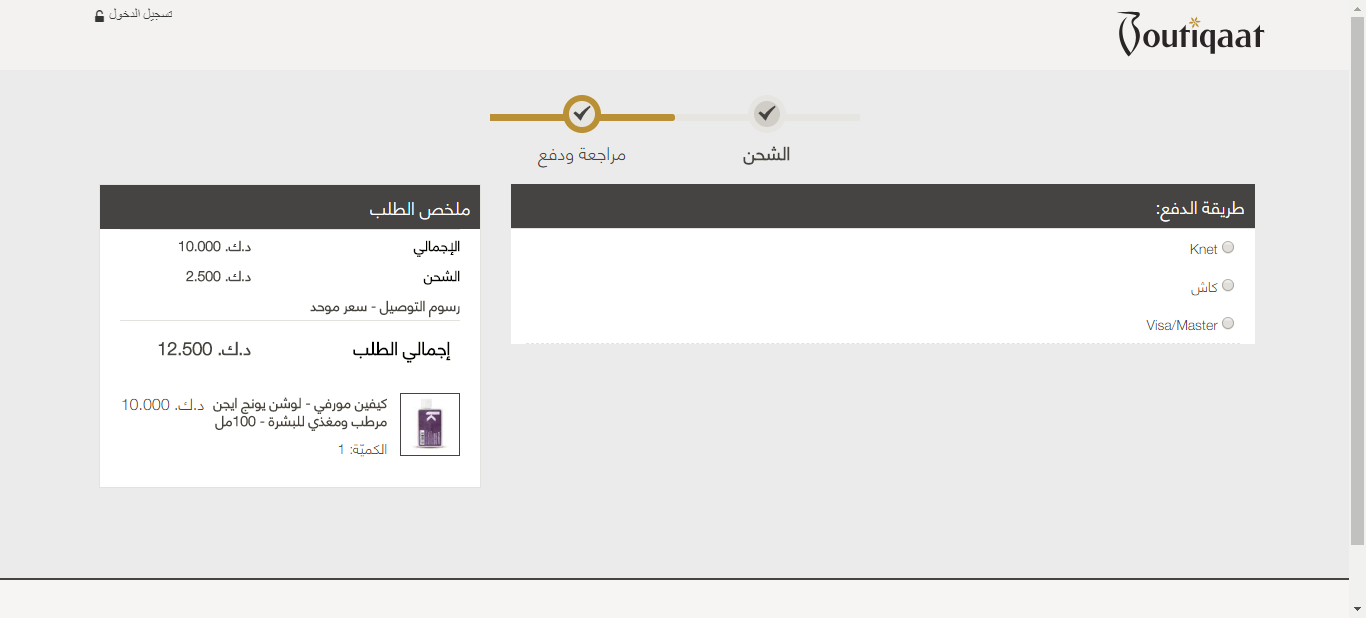 Boutiqaat
تسجيل الدخول
الشحن
مراجعة ودفع
طريقة الدفع:
Knet
كاش
Visa/Master
ملخص الطلب
الإجمالي د.ك. 10.000
الشحن د.ك. 2.500
رسوم التوصيل - سعر موحد
إجمالي الطلب د.ك. 12.500
كيفين مورفي - لوشن يونج ايجن د.ك. 10.000
مرطب ومغذي للبشرة - 100مل
الكميّة: 1